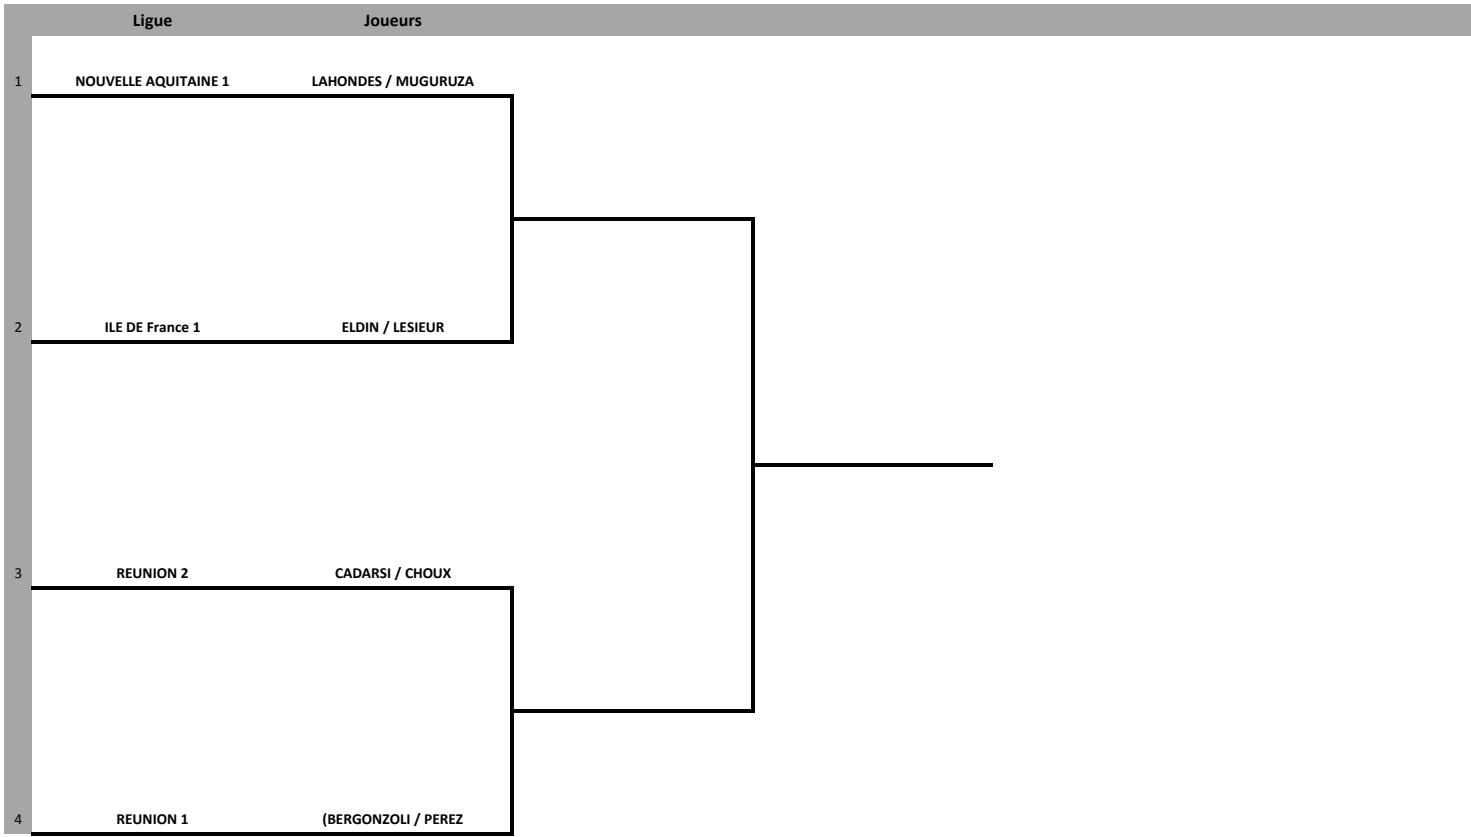 Ligue Joueurs
1 NOUVELLE AQUITAINE 1 LAHONDES / MUGURUZA
2 ILE DE France 1 ELDIN / LESIEUR
3 REUNION 2 CADARSI / CHOUX
4 REUNION 1 (BERGONZOLI / PEREZ